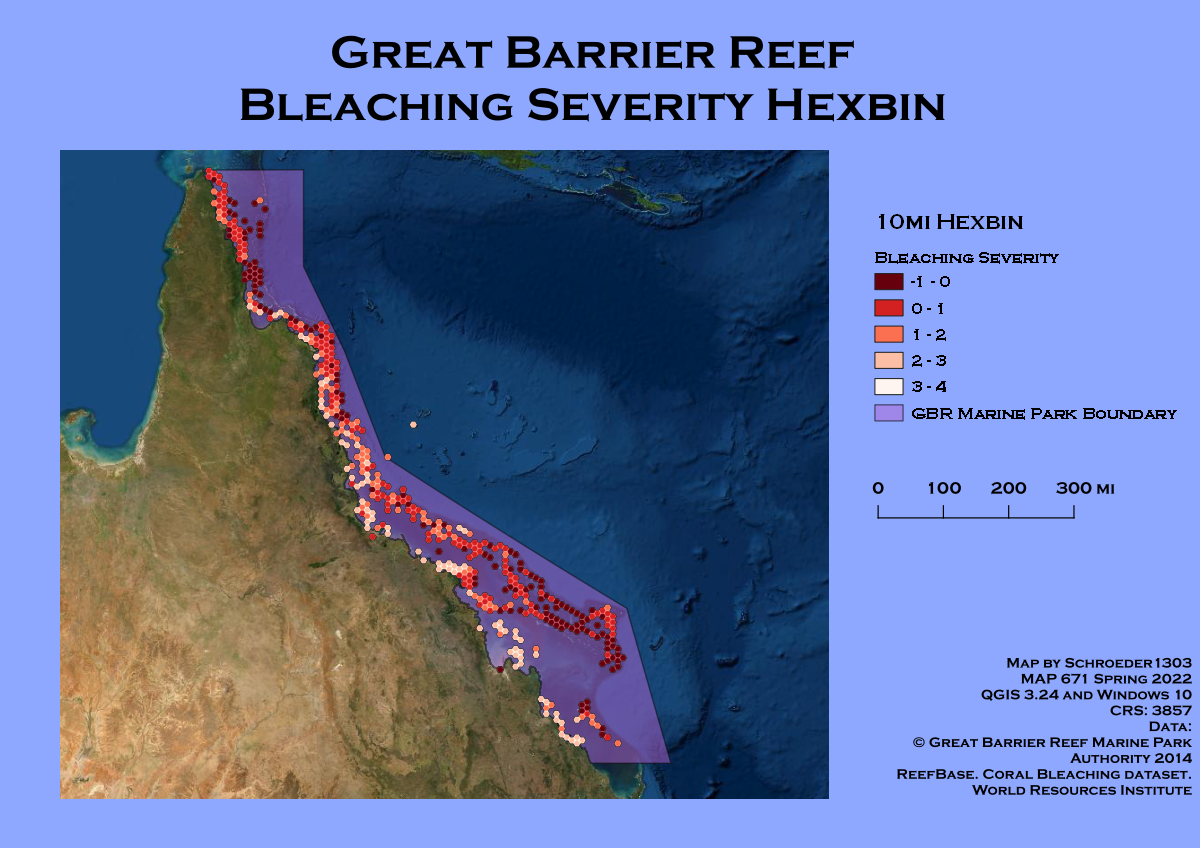 Great Barrier Reef
Bleaching Severity Hexbin
10mi Hexbin
Bleaching Severity
-1 - 0
0 - 1
1 - 2
2 - 3
3 - 4
GBR Marine Park Boundary
0 100 200 300 mi
Map by Schroeder1303
MAP 671 Spring 2022
QGIS 3.24 and Windows 10
CRS: 3857
Data:
© Great Barrier Reef Marine Park
Authority 2014
ReefBase. Coral Bleaching dataset.
World Resources Institute